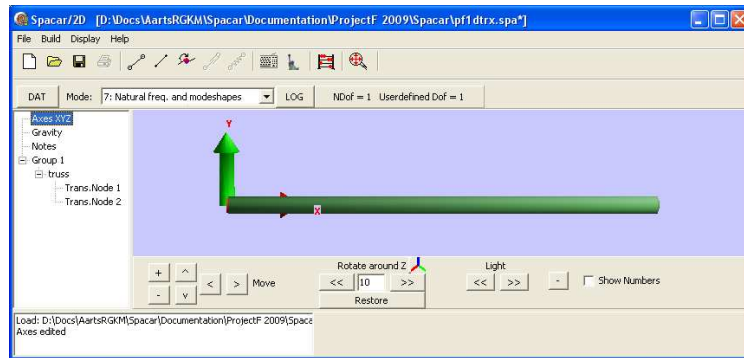 Spacar/2D [D:\Docs\AartsRGKM\Spacar\Documentation\ProjectF 2009\Spacar\pf1dtrx.spa*]
File Build Display Help
DAT Mode: 7: Natural freq. and modeshapes LOG NDof = 1 Userdefined Dof = 1
Axes XYZ
Gravity
Notes
Group 1
truss
Trans.Node 1
Trans.Node 2
Y
X
Rotate around Z
Light
+ ^ < > Move << 10 >> << >> - Show Numbers
- v Restore
Load: D:\Docs\AartsRGKM\Spacar\Documentation\ProjectF 2009\Spaca
Axes edited